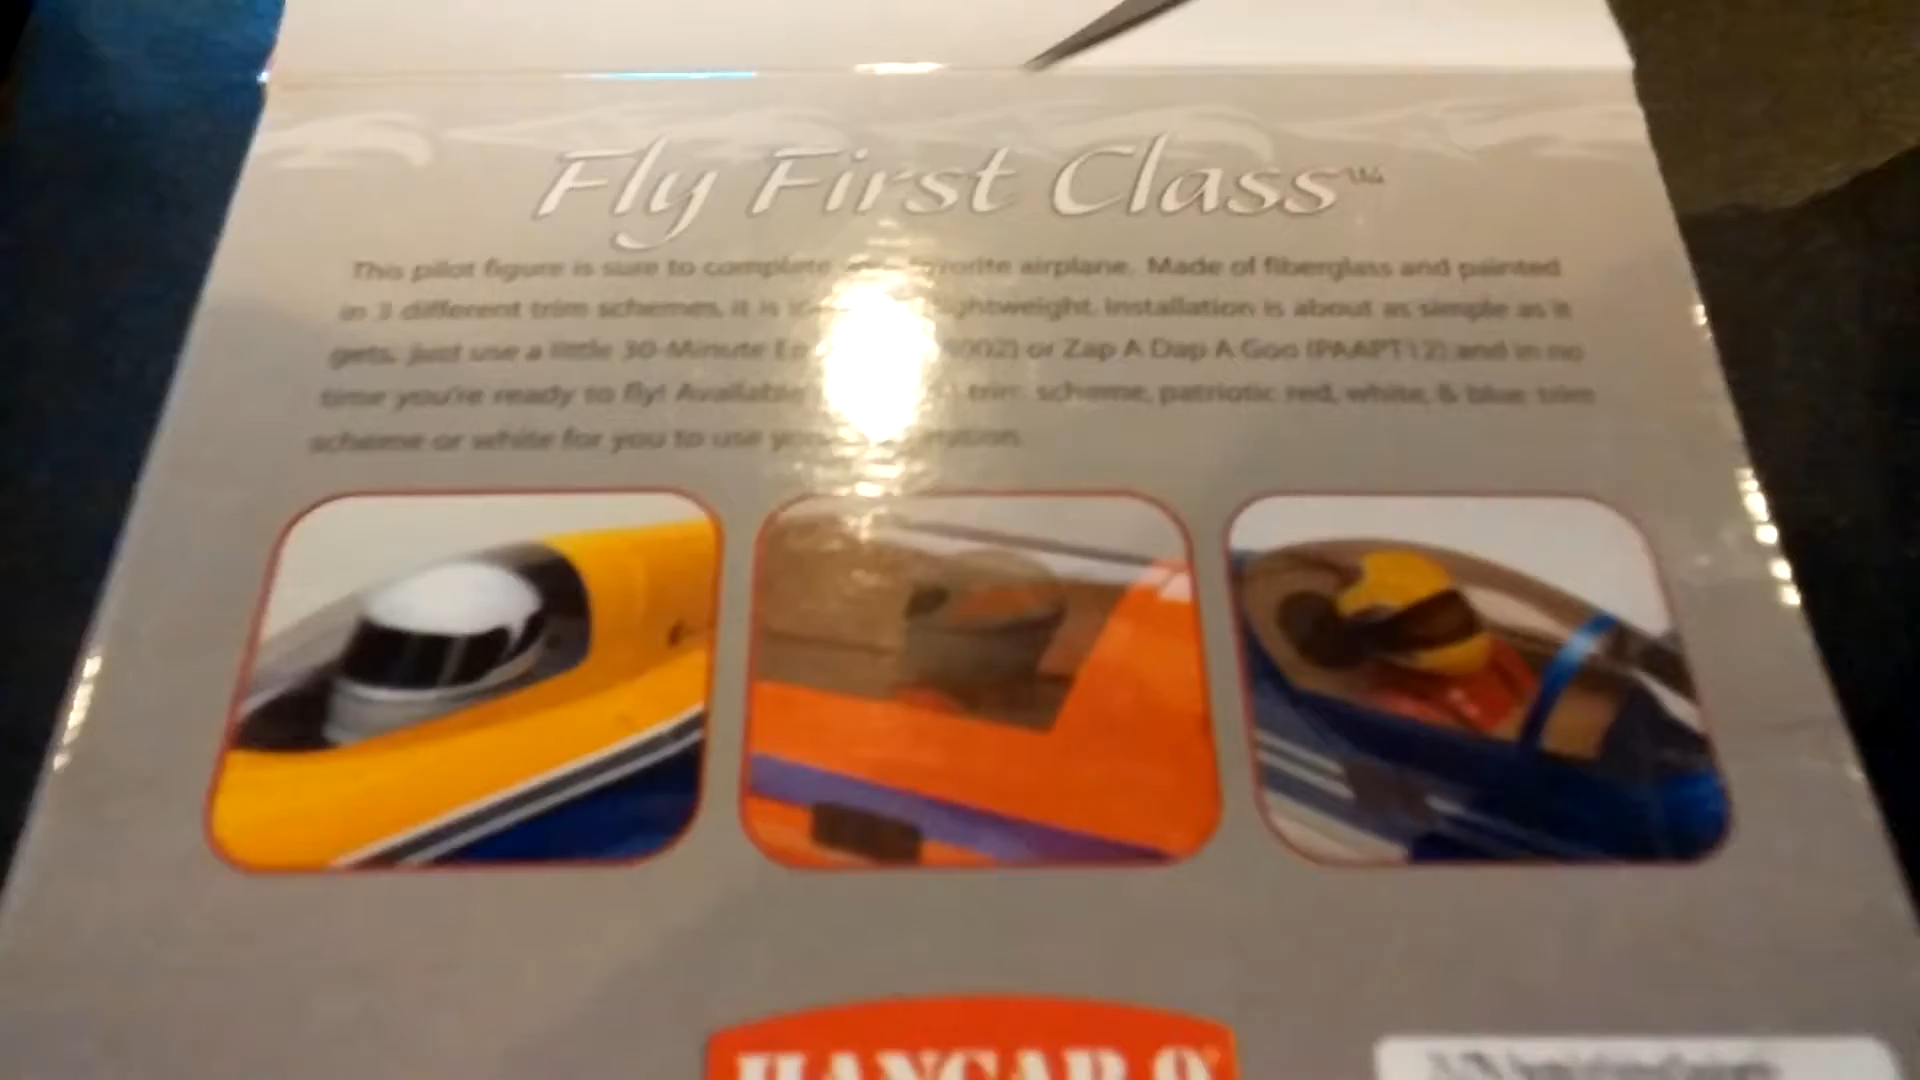 Fly First Class™
This pilot figure is sure to complete favorite airplane. Made of fiberglass and painted
in 3 different trim schemes, it is lightweight. Installation is about as simple as it
gets. Just use a little 30-Minute or Zap A Dap A Goo (PAAPT12) and in no
time you're ready to fly! Available trim scheme, patriotic red, white, & blue trim
scheme or white for you to use
HANGAR 9